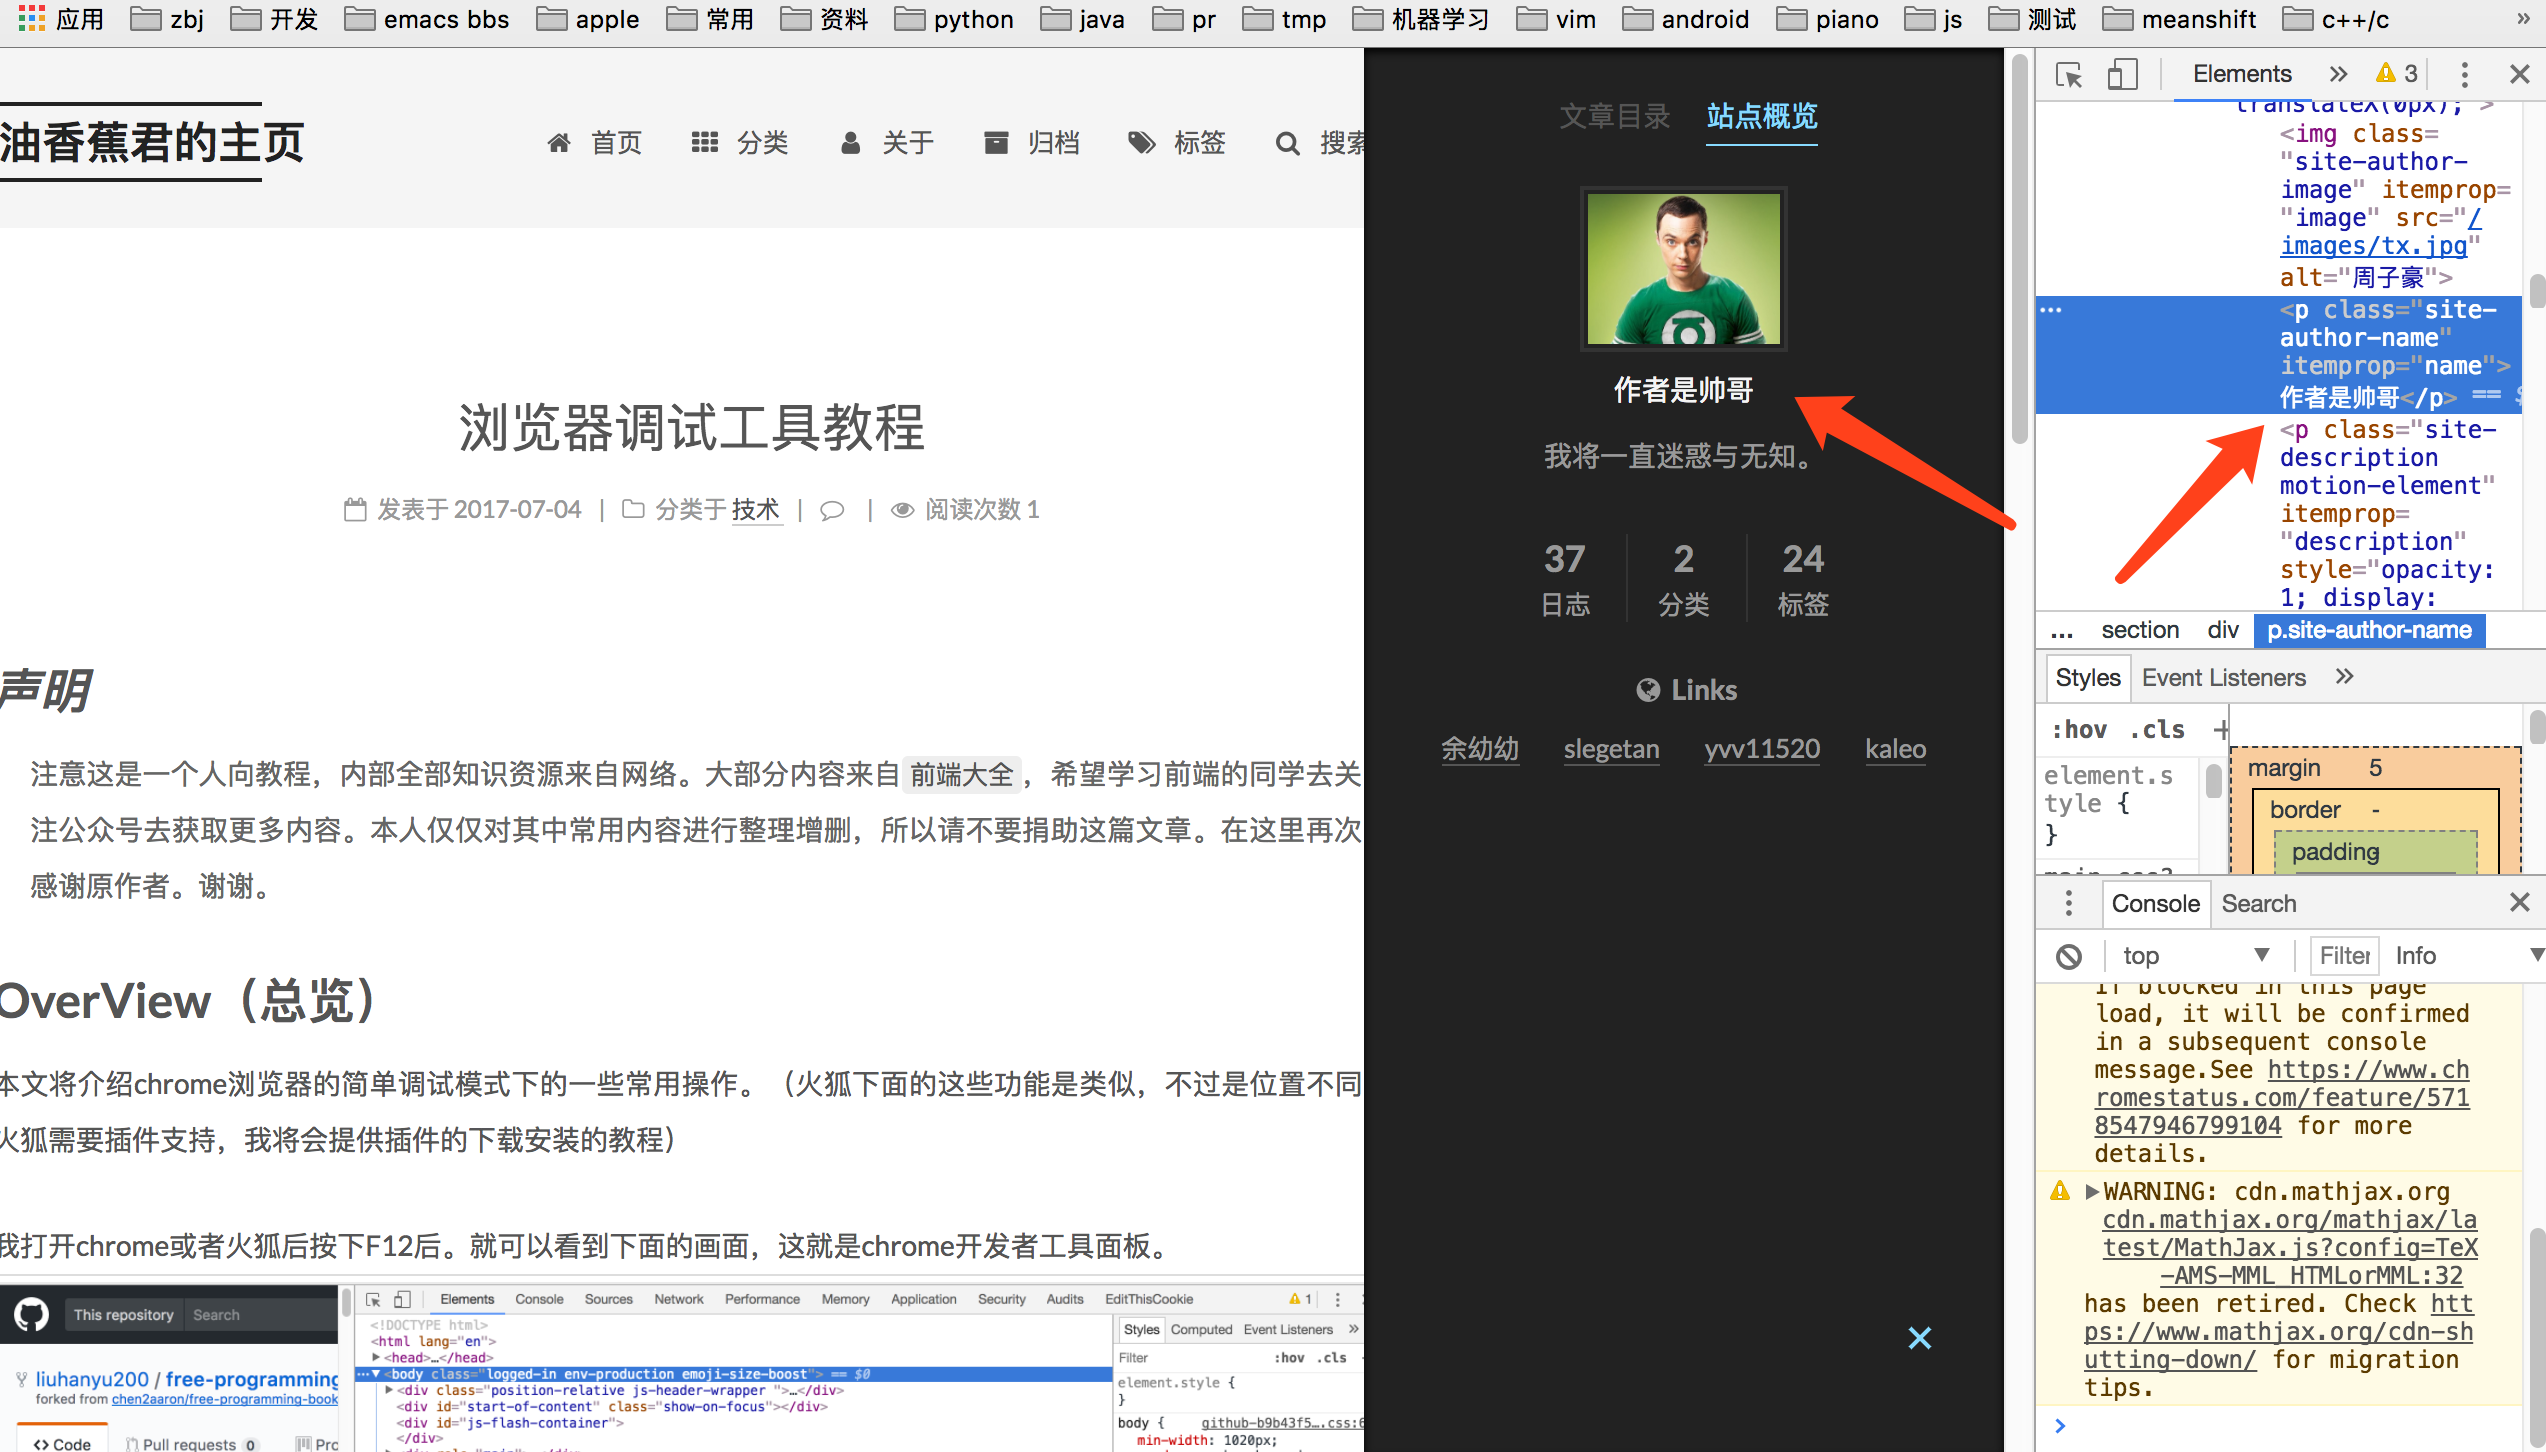 应用 zbj 开发 emacs bbs apple 常用 资料 python java pr tmp 机器学习 vim android piano js 测试 meanshift c++/c »
油香蕉君的主页
首页 分类 关于 归档 标签 搜索
浏览器调试工具教程
发表于 2017-07-04 | 分类于 技术 | | 阅读次数 1
声明
注意这是一个人向教程，内部全部知识资源来自网络。大部分内容来自 前端大全，希望学习前端的同学去关
注公众号去获取更多内容。本人仅仅对其中常用内容进行整理增删，所以请不要捐助这篇文章。在这里再次
感谢原作者。谢谢。
OverView（总览）
本文将介绍chrome浏览器的简单调试模式下的一些常用操作。（火狐下面的这些功能是类似，不过是位置不同
火狐需要插件支持，我将会提供插件的下载安装的教程）
我打开chrome或者火狐后按下F12后。就可以看到下面的画面，这就是chrome开发者工具面板。
This repository Search
liuhanyu200 / free-programming
forked from chen2aaron/free-programming-book
<> Code Pull requests 0 Pro
Elements Console Sources Network Performance Memory Application Security Audits EditThisCookie 1
<!DOCTYPE html>
<html lang="en">
<head>…</head>
<body class="logged-in env-production emoji-size-boost"> == $0
<div class="position-relative js-header-wrapper ">…</div>
<div id="start-of-content" class="show-on-focus"></div>
<div id="js-flash-container">
</div>
Styles Computed Event Listeners »
Filter :hov .cls
element.style {
}
body { github-b9b43f5….css:6
min-width: 1020px;
文章目录 站点概览
作者是帅哥
我将一直迷惑与无知。
37 2 24
日志 分类 标签
Links
余幼幼 slegetan yvv11520 kaleo
Elements » 3
translateX(0px); ">
<img class=
"site-author-
image" itemprop=
"image" src="/
images/tx.jpg"
alt="周子豪">
<p class="site-
author-name"
itemprop="name">
作者是帅哥</p> == $
<p class="site-
description
motion-element"
itemprop=
"description"
style="opacity:
1; display:
... section div p.site-author-name
Styles Event Listeners »
:hov .cls +
element.s
tyle {
}
main.css?
margin 5
border -
padding
Console Search
top Filter Info
if blocked in this page
load, it will be confirmed
in a subsequent console
message.See https://www.ch
romestatus.com/feature/571
8547946799104 for more
details.
WARNING: cdn.mathjax.org
cdn.mathjax.org/mathjax/la
test/MathJax.js?config=TeX
-AMS-MML_HTMLorMML:32
has been retired. Check htt
ps://www.mathjax.org/cdn-sh
utting-down/ for migration
tips.